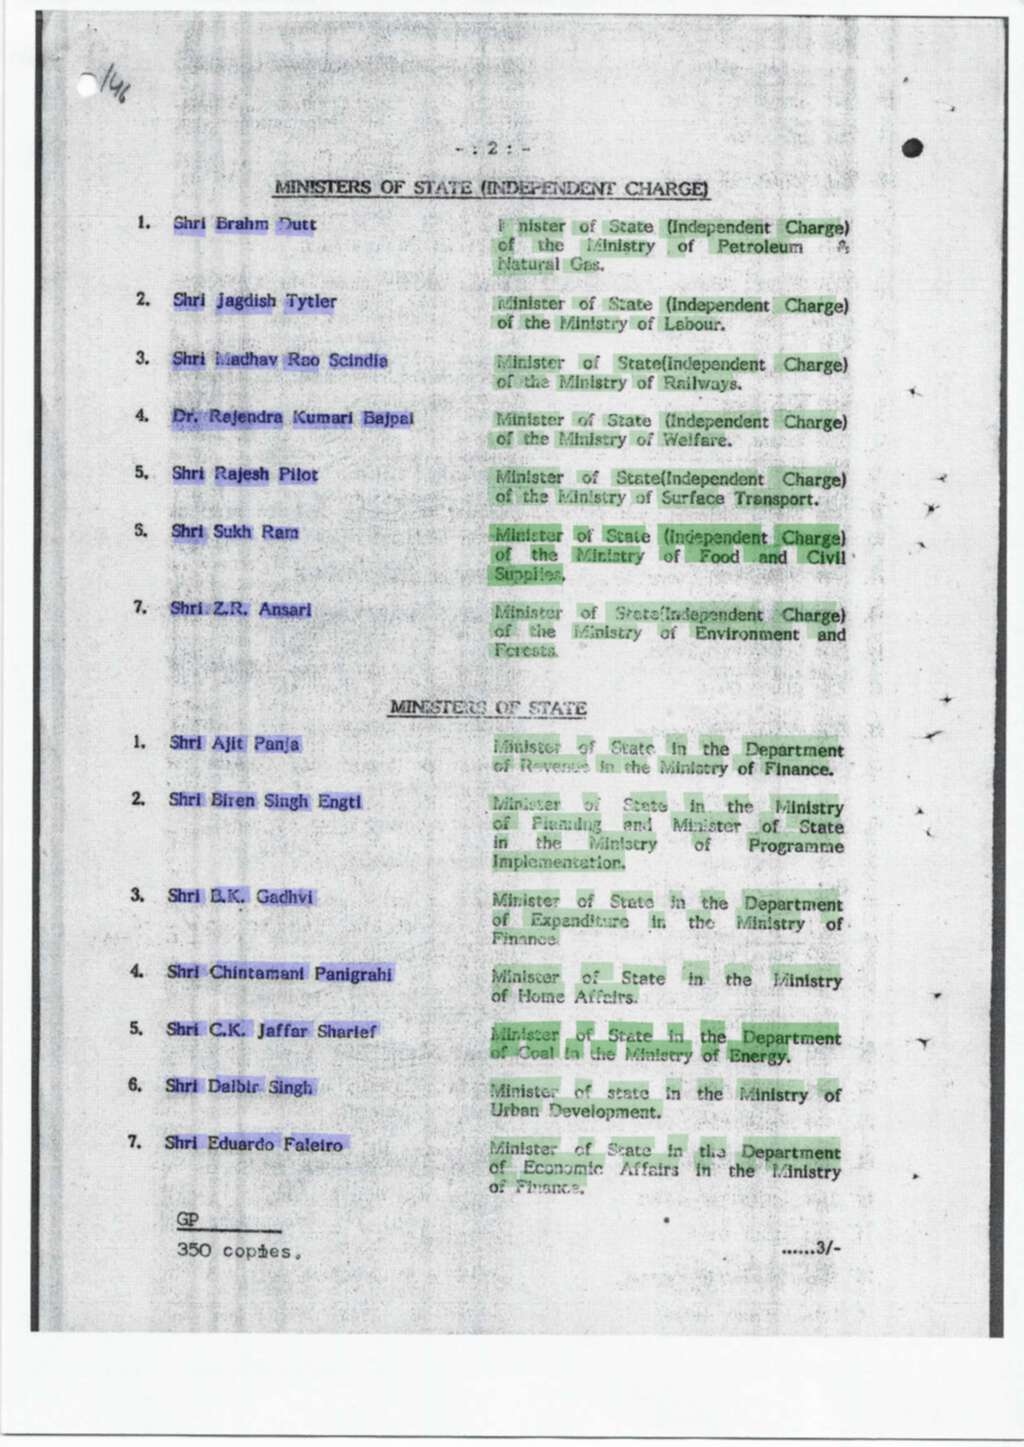 146
- : 2 : -
MINISTERS OF STATE (INDEPENDENT CHARGE)
1. Shri Brahm Dutt Minister of State (Independent Charge)
of the Ministry of Petroleum &
Natural Gas.
2. Shri Jagdish Tytler Minister of State (Independent Charge)
of the Ministry of Labour.
3. Shri Madhav Rao Scindia Minister of State(Independent Charge)
of the Ministry of Railways.
4. Dr. Rajendra Kumari Bajpai Minister of State (Independent Charge)
of the Ministry of Welfare.
5. Shri Rajesh Pilot Minister of State(Independent Charge)
of the Ministry of Surface Transport.
6. Shri Sukh Ram Minister of State (Independent Charge)
of the Ministry of Food and Civil
Supplies.
7. Shri Z.R. Ansari Minister of State(Independent Charge)
of the Ministry of Environment and
Forests.
MINISTERS OF STATE
1. Shri Ajit Panja Minister of State in the Department
of Revenue in the Ministry of Finance.
2. Shri Biren Singh Engti Minister of State in the Ministry
of Planning and Minister of State
in the Ministry of Programme
Implementation.
3. Shri B.K. Gadhvi Minister of State in the Department
of Expenditure in the Ministry of
Finance.
4. Shri Chintamani Panigrahi Minister of State in the Ministry
of Home Affairs.
5. Shri C.K. Jaffar Sharief Minister of State in the Department
of Coal in the Ministry of Energy.
6. Shri Dalbir Singh Minister of state in the Ministry of
Urban Development.
7. Shri Eduardo Faleiro Minister of State in the Department
of Economic Affairs in the Ministry
of Finance.
GP
350 copies.
......3/-